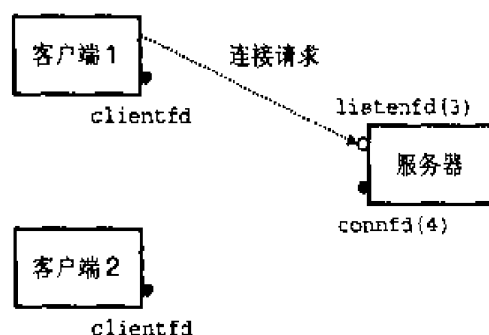 客户端1
连接请求
clientfd
listenfd(3)
服务器
connfd(4)
客户端2
clientfd